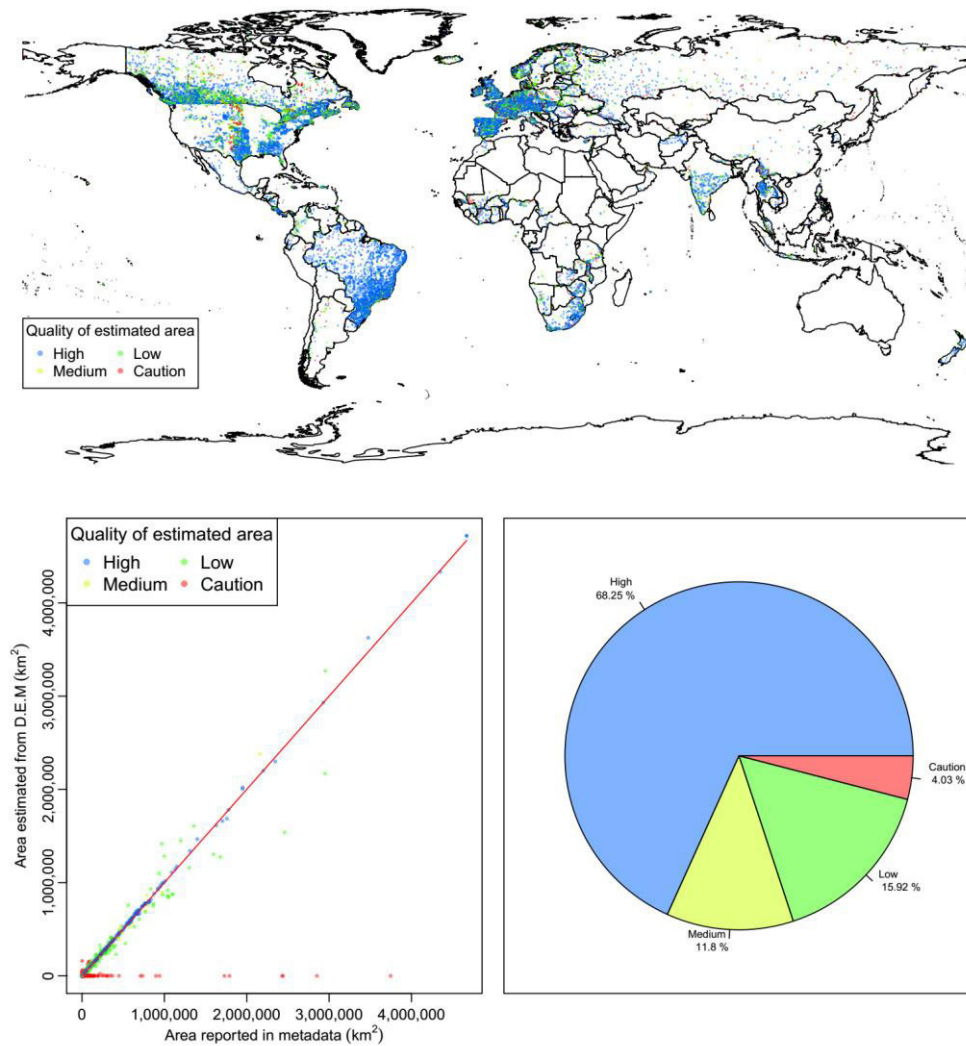 Quality of estimated area
High
Low
Medium
Caution
Quality of estimated area
High
Low
Medium
Caution
Area estimated from D.E.M (km²)
0
1,000,000
2,000,000
3,000,000
4,000,000
0
1,000,000
2,000,000
3,000,000
4,000,000
Area reported in metadata (km²)
High
68.25 %
Caution
4.03 %
Low
15.92 %
Medium
11.8 %